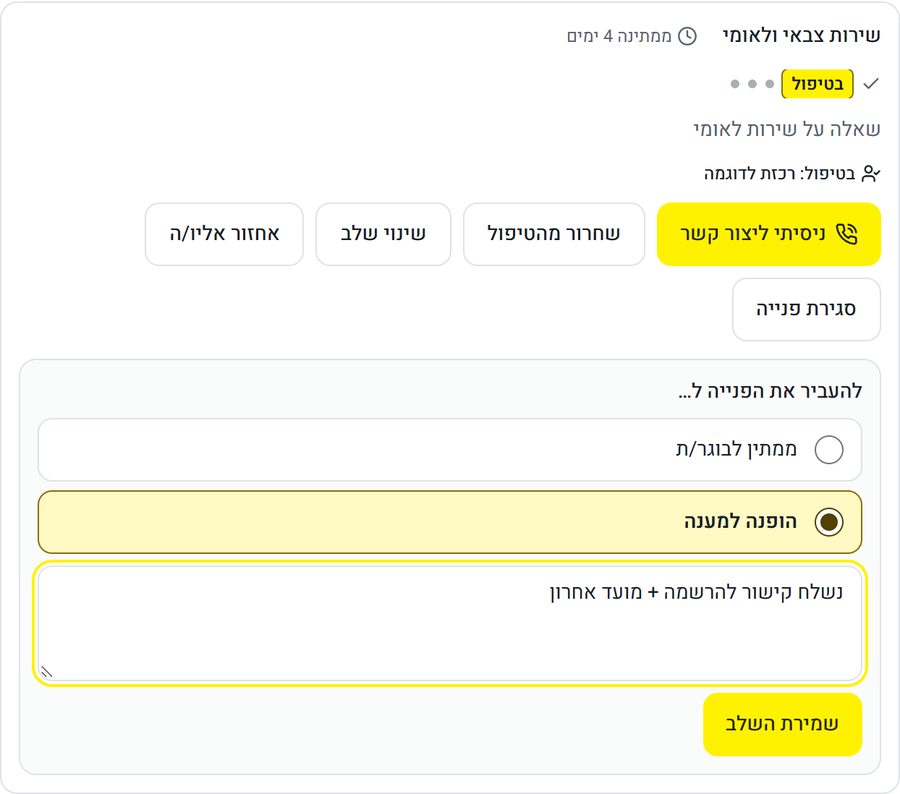 שירות צבאי ולאומי ממתינה 4 ימים
בטיפול
שאלה על שירות לאומי
בטיפול: רכזת לדוגמה
ניסיתי ליצור קשר שחרור מהטיפול שינוי שלב אחזור אליו/ה
סגירת פנייה
להעביר את הפנייה ל...
ממתין לבוגר/ת
הופנה למענה
נשלח קישור להרשמה + מועד אחרון
שמירת השלב